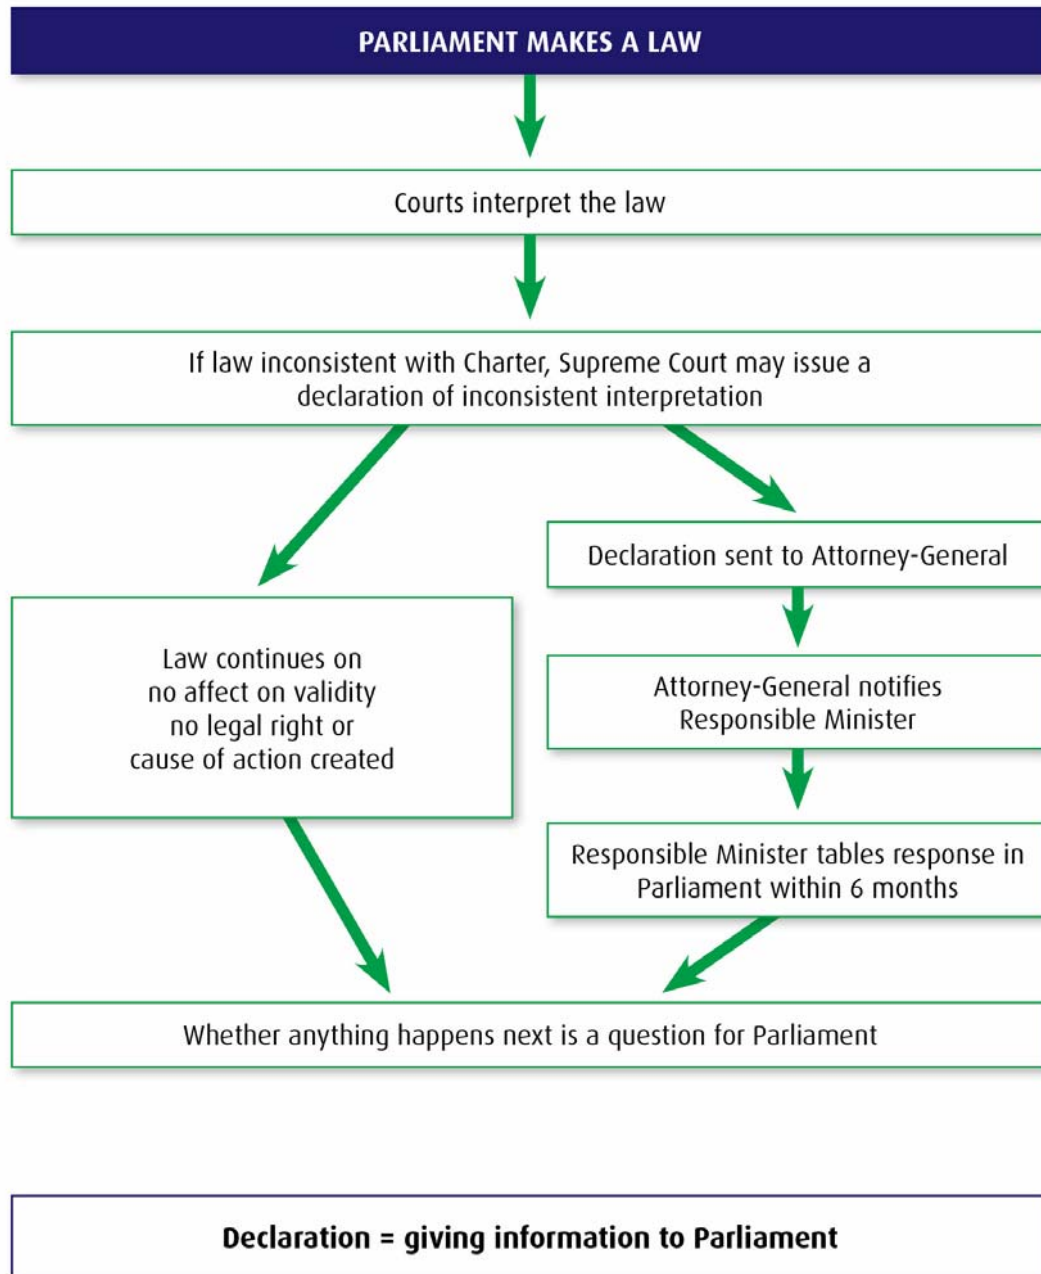 PARLIAMENT MAKES A LAW
Courts interpret the law
If law inconsistent with Charter, Supreme Court may issue a
declaration of inconsistent interpretation
Declaration sent to Attorney-General
Law continues on
no affect on validity
no legal right or
cause of action created
Attorney-General notifies
Responsible Minister
Responsible Minister tables response in
Parliament within 6 months
Whether anything happens next is a question for Parliament
Declaration = giving information to Parliament